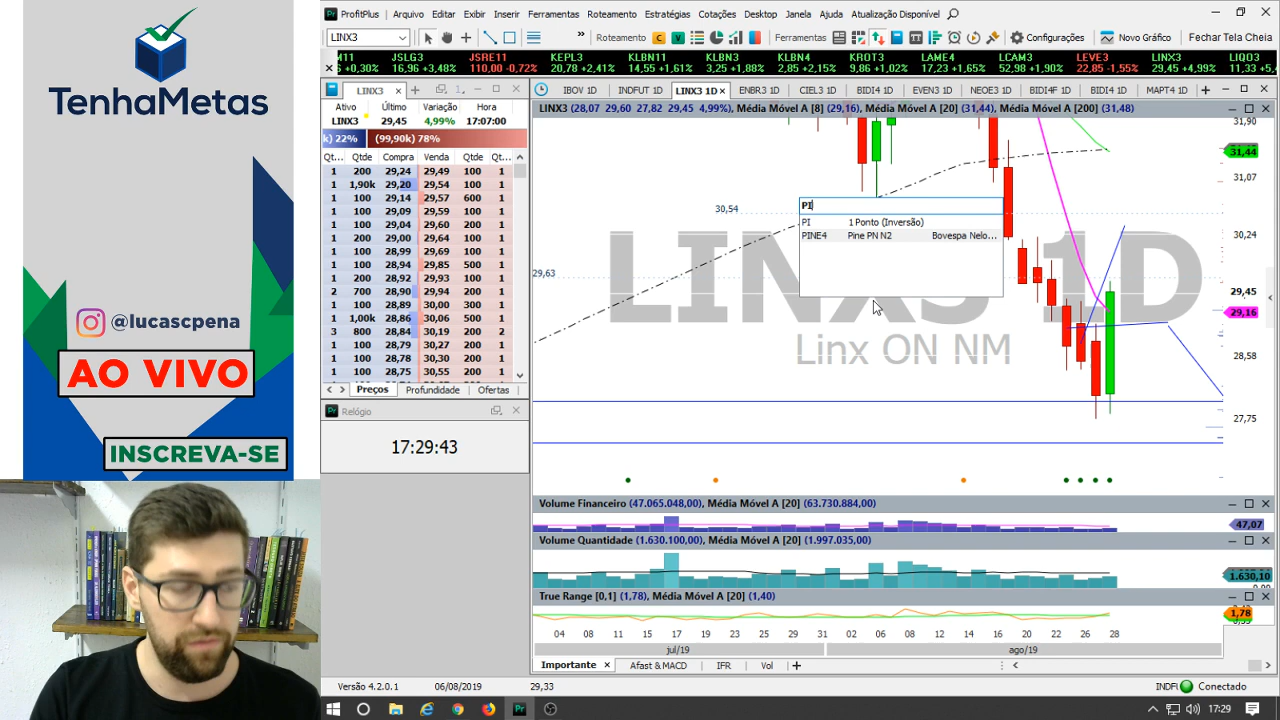 TenhaMetas
@lucascpena
AO VIVO
INSCREVA-SE
ProfitPlus Arquivo Editar Exibir Inserir Ferramentas Roteamento Estratégias Cotações Desktop Janela Ajuda Atualização Disponível
LINX3 » Roteamento Ferramentas Configurações Novo Gráfico Fechar Tela Cheia
M11 JSLG3 JSRE11 KEPL3 KLBN11 KLBN3 KLBN4 KROT3 LAME4 LCAM3 LEVE3 LINX3 LIQO3
+0,30% 16,96 +3,48% 110,00 -0,72% 20,78 +2,41% 14,55 +1,61% 3,25 +1,88% 2,85 +2,15% 9,86 +1,02% 17,23 +1,65% 52,98 +1,90% 22,85 -1,55% 29,45 +4,99% 11,33 +5,
LINX3
Ativo Último Variação Hora
LINX3 29,45 4,99% 17:07:00
k) 22% (99,90k) 78%
Qt... Qtde Compra Venda Qtde Qt...
1 200 29,24 29,49 100 1
1 1,90k 29,20 29,54 100 1
1 100 29,14 29,57 600 1
1 100 29,09 29,59 100 1
1 200 29,04 29,60 100 1
1 200 29,00 29,64 100 1
1 100 28,99 29,69 100 1
1 100 28,94 29,85 500 1
1 200 28,92 29,93 100 1
1 700 28,90 29,94 200 1
1 100 28,89 30,00 300 1
1 1,00k 28,86 30,06 500 1
3 800 28,84 30,19 200 2
1 100 28,79 30,27 100 1
1 100 28,78 30,30 100 1
1 100 28,75 30,55 100 1
Preços Profundidade Ofertas
Relógio
17:29:43
IBOV 1D INDFUT 1D LINX3 1D ENBR3 1D CIEL3 1D BIDI4 1D EVEN3 1D NEOE3 1D BIDI4F 1D BIDI4 1D MAPT4 1D
LINX3 (28,07 29,60 27,82 29,45 4,99%), Média Móvel A [8] (29,16), Média Móvel A [20] (31,44), Média Móvel A [200] (31,48)
31,90
31,44
31,07
30,54
30,24
29,63
29,45
29,16
28,58
27,75
LINX3 1D
Linx ON NM
PI
PI 1 Ponto (Inversão)
PINE4 Pine PN N2 Bovespa Nelo...
Volume Financeiro (47.065.048,00), Média Móvel A [20] (63.730.884,00)
47,07
Volume Quantidade (1.630.100,00), Média Móvel A [20] (1.997.035,00)
1.630,10
True Range [0,1] (1,78), Média Móvel A [20] (1,40)
1,78
04 08 11 15 17 19 23 25 29 31 02 06 08 12 14 16 20 22 26 28
jul/19 ago/19
Importante Afast & MACD IFR Vol
Versão 4.2.0.1 06/08/2019 29,33 INDFI Conectado
17:29